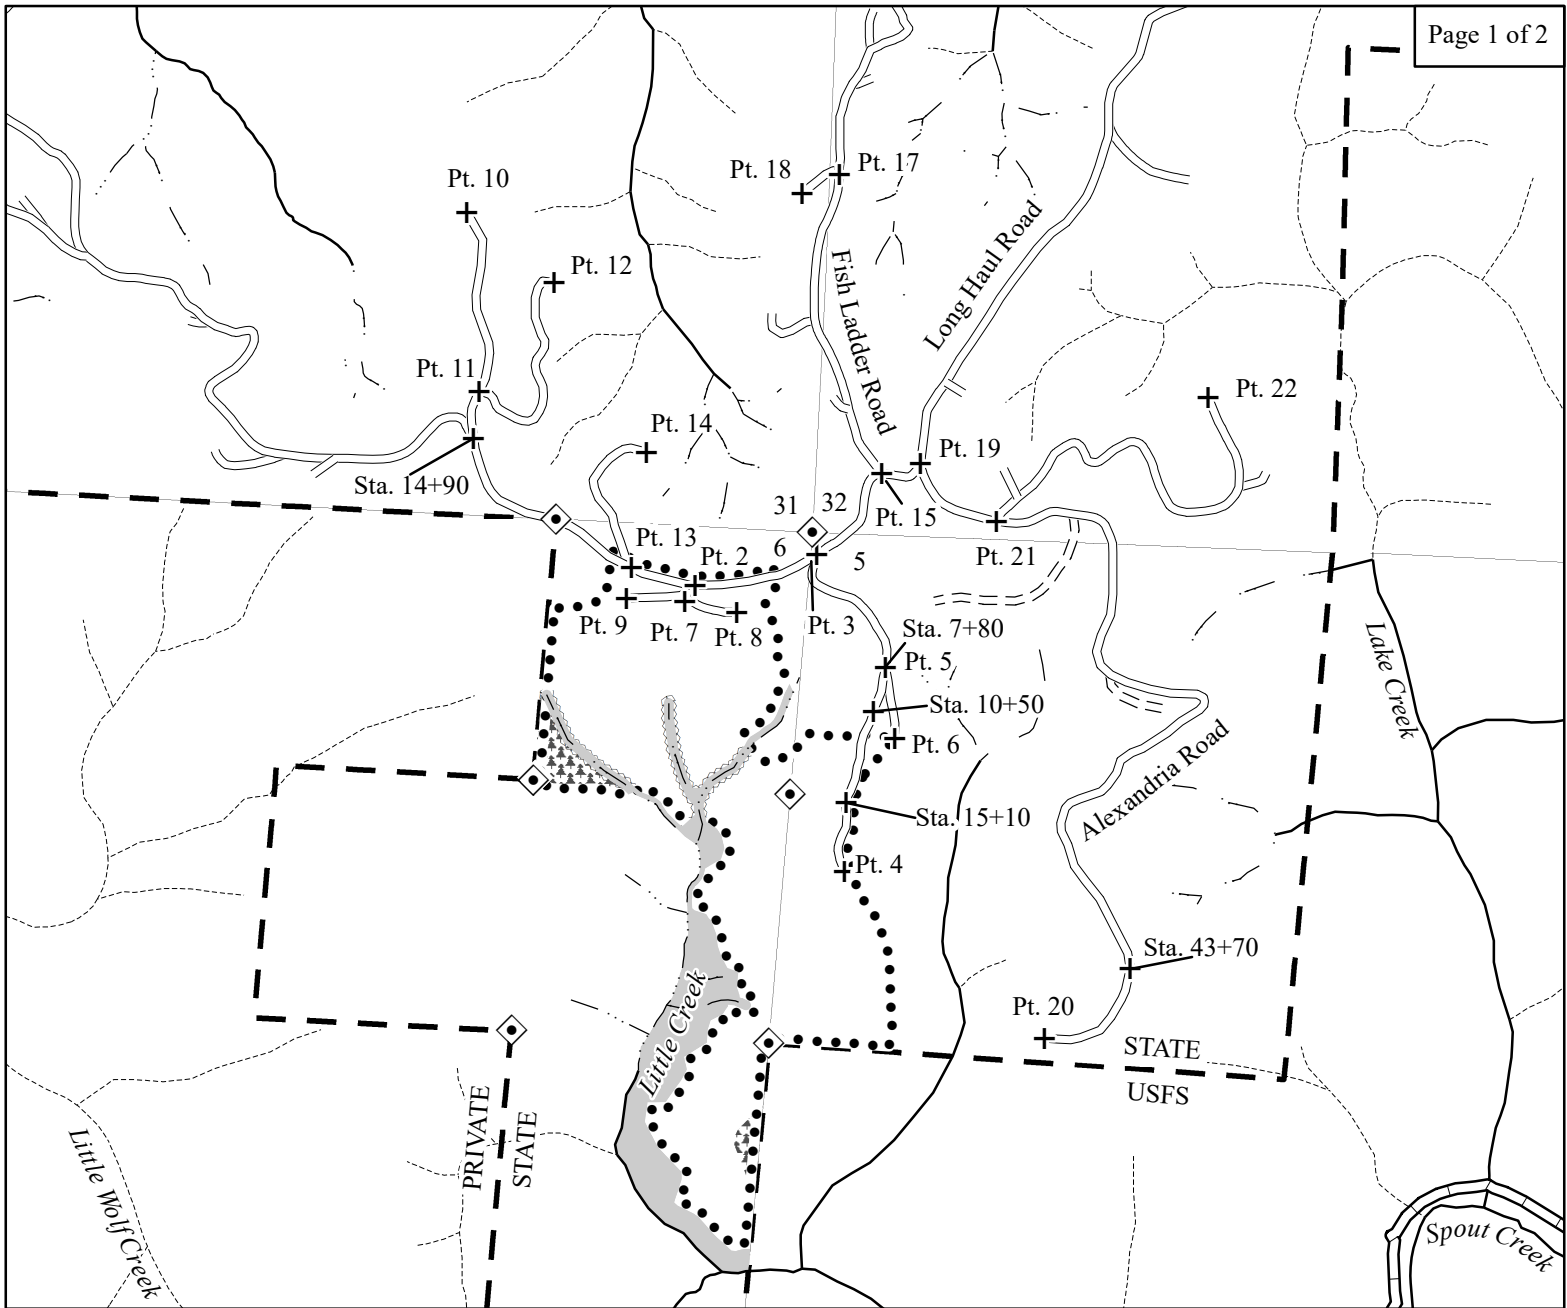 Page 1 of 2
Pt. 18
Pt. 17
Pt. 10
Long Haul Road
Pt. 12
Fish Ladder Road
Pt. 11
Pt. 22
Pt. 14
Pt. 19
Sta. 14+90
31
32
Pt. 15
Pt. 13
Pt. 2
6
5
Pt. 21
Pt. 9
Pt. 7
Pt. 8
Pt. 3
Sta. 7+80
Pt. 5
Lake Creek
Sta. 10+50
Pt. 6
Alexandria Road
Sta. 15+10
Pt. 4
Sta. 43+70
Little Creek
Pt. 20
STATE
USFS
PRIVATE
STATE
Little Wolf Creek
Spout Creek